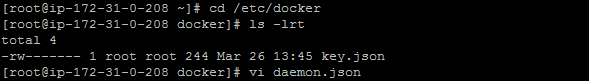 [root@ip-172-31-0-208 ~]# cd /etc/docker
[root@ip-172-31-0-208 docker]# ls -lrt
total 4
-rw------- 1 root root 244 Mar 26 13:45 key.json
[root@ip-172-31-0-208 docker]# vi daemon.json